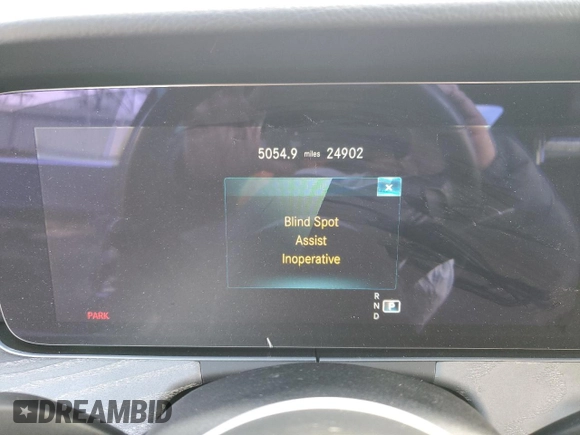 5054.9 miles 24902
x
Blind Spot
Assist
Inoperative
R
N P
D
PARK
DREAMBID